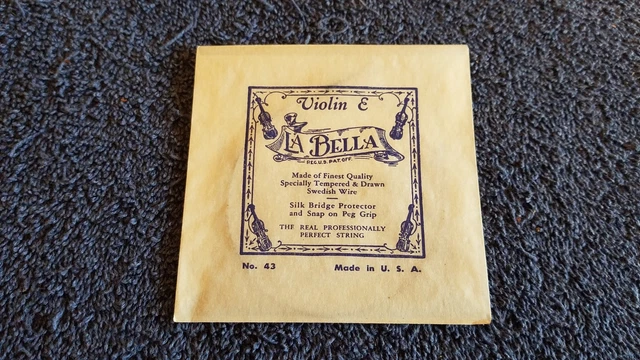 Violin E
LA BELLA
REG. U.S. PAT. OFF.
Made of Finest Quality
Specially Tempered & Drawn
Swedish Wire
Silk Bridge Protector
and Snap on Peg Grip
THE REAL PROFESSIONALLY
PERFECT STRING
No. 43 Made in U. S. A.